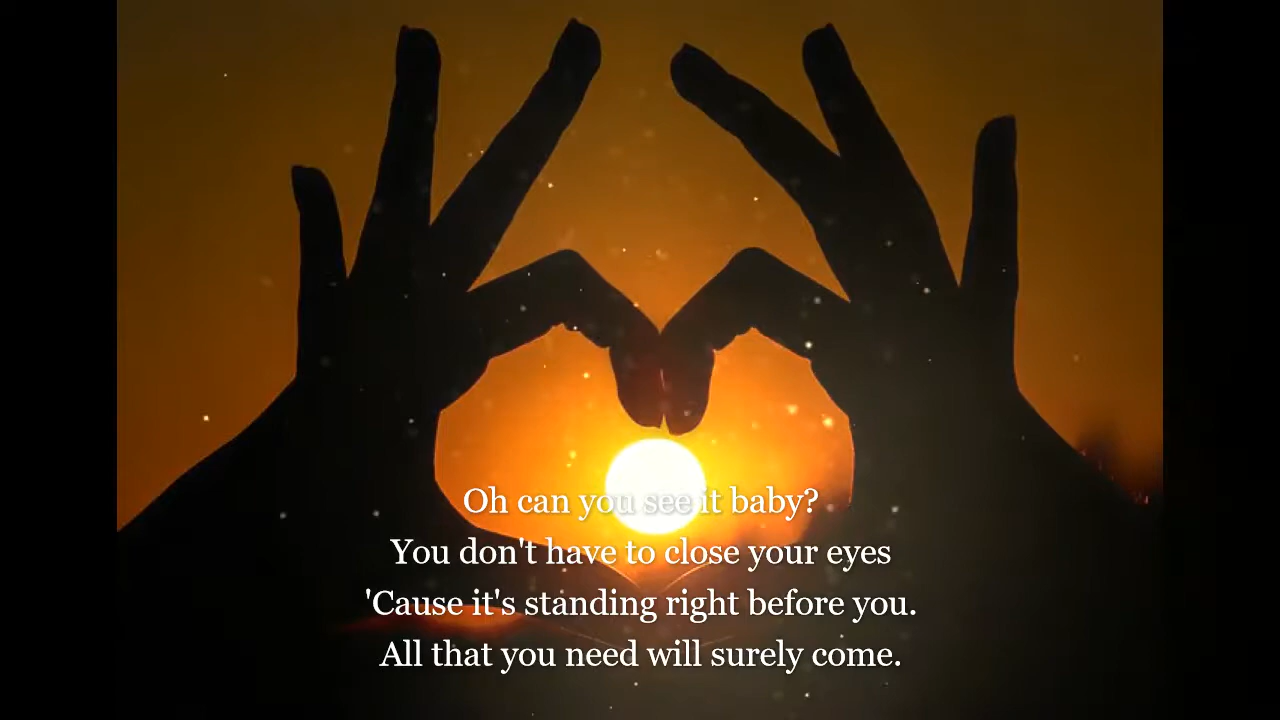 Oh can you see it baby?
You don't have to close your eyes
'Cause it's standing right before you.
All that you need will surely come.